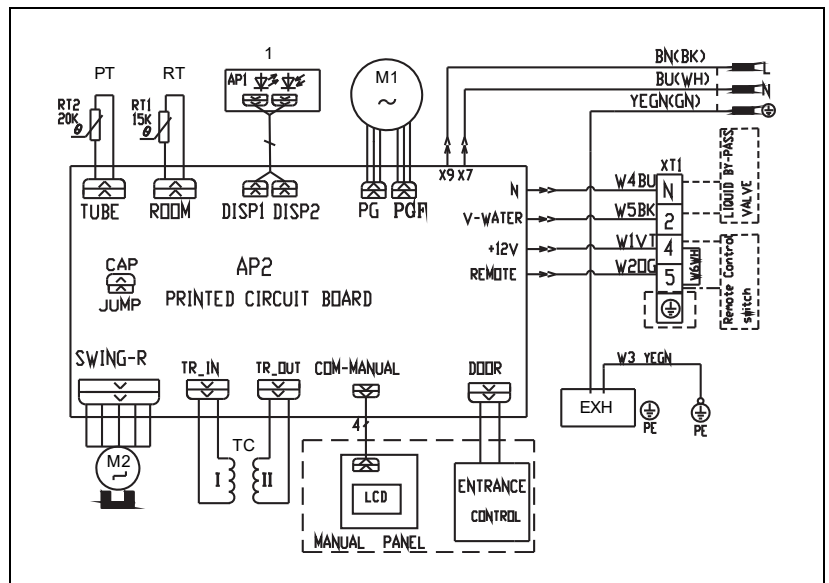 1
PT
RT
RT2
20K
θ
RT1
15K
θ
AP1
M1
~
BN(BK)
L
BU(WH)
N
YEGN(GN)
X9 X7
TUBE
ROOM
DISP1 DISP2
PG
PGF
N
V-WATER
+12V
REMOTE
W4BU
W5BK
W1VT
W2OG
XT1
N
2
4
5
W6WH
LIQUID BY-PASS
VALVE
Remote Control
switch
CAP
JUMP
AP2
PRINTED CIRCUIT BOARD
SWING-R
TR_IN
TR_OUT
COM-MANUAL
DOOR
W3 YEGN
EXH
PE
PE
M2
TC
I
II
4
LCD
MANUAL PANEL
ENTRANCE
CONTROL